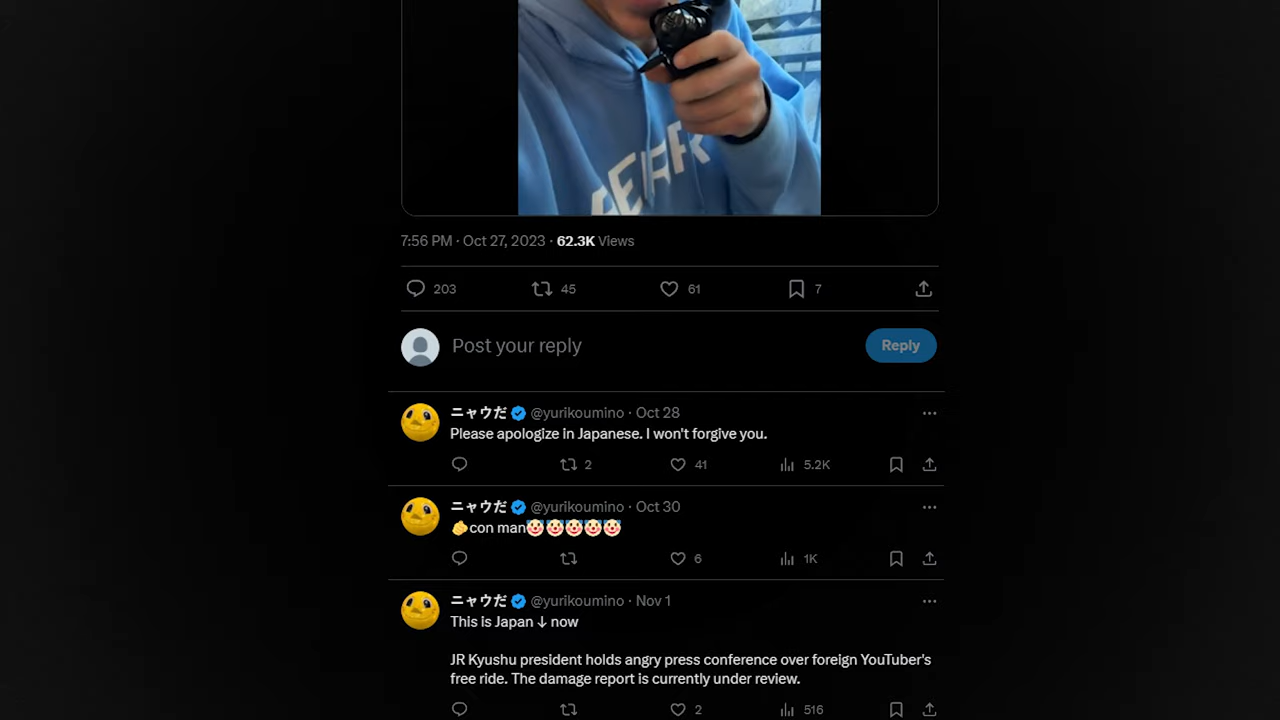 7:56 PM · Oct 27, 2023 · 62.3K Views
203 45 61 7
Post your reply Reply
ニャウだ @yurikoumino · Oct 28
Please apologize in Japanese. I won't forgive you.
2 41 5.2K
ニャウだ @yurikoumino · Oct 30
🫱con man🤡🤡🤡🤡🤡
6 1K
ニャウだ @yurikoumino · Nov 1
This is Japan ↓ now
JR Kyushu president holds angry press conference over foreign YouTuber's
free ride. The damage report is currently under review.
2 516